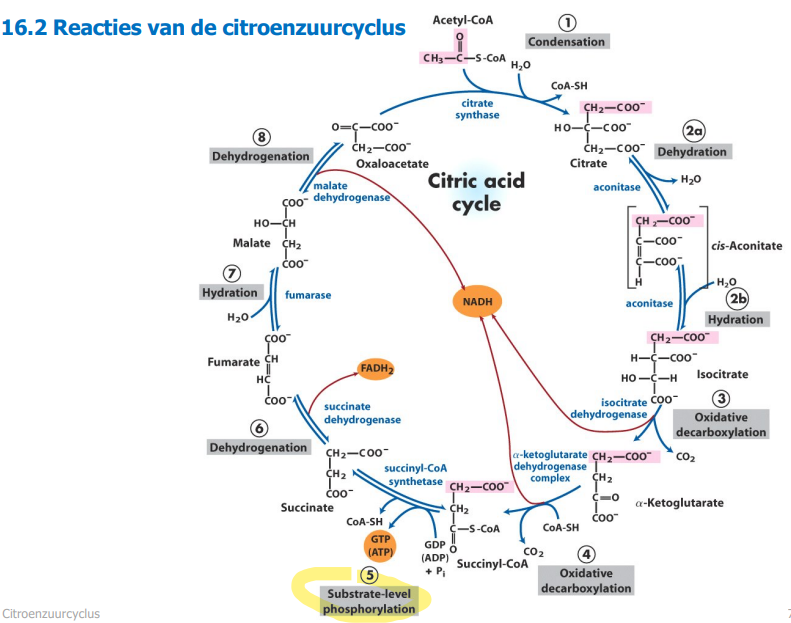 16.2 Reacties van de citroenzuurcyclus
Acetyl-CoA
O
CH₃—C—S-CoA
H₂O
①
Condensation
CoA-SH
citrate
synthase
CH₂—COO⁻
HO—C—COO⁻
CH₂—COO⁻
Citrate
2a
Dehydration
aconitase
H₂O
CH₂—COO⁻
C—COO⁻
C—COO⁻
H
cis-Aconitate
aconitase
H₂O
2b
Hydration
CH₂—COO⁻
H—C—COO⁻
HO—C—H
COO⁻
Isocitrate
isocitrate
dehydrogenase
③
Oxidative
decarboxylation
CO₂
CH₂—COO⁻
CH₂
C=O
COO⁻
α-Ketoglutarate
α-ketoglutarate
dehydrogenase
complex
CoA-SH
CO₂
④
Oxidative
decarboxylation
CH₂—COO⁻
CH₂
C—S-CoA
O
Succinyl-CoA
succinyl-CoA
synthetase
GDP
(ADP)
+ Pᵢ
CoA-SH
GTP
(ATP)
⑤
Substrate-level
phosphorylation
CH₂—COO⁻
CH₂
COO⁻
Succinate
⑥
Dehydrogenation
succinate
dehydrogenase
FADH₂
COO⁻
CH
HC
COO⁻
Fumarate
⑦
Hydration
H₂O
fumarase
COO⁻
HO—CH
CH₂
COO⁻
Malate
⑧
Dehydrogenation
malate
dehydrogenase
O=C—COO⁻
CH₂—COO⁻
Oxaloacetate
Citric acid
cycle
NADH
Citroenzuurcyclus
7